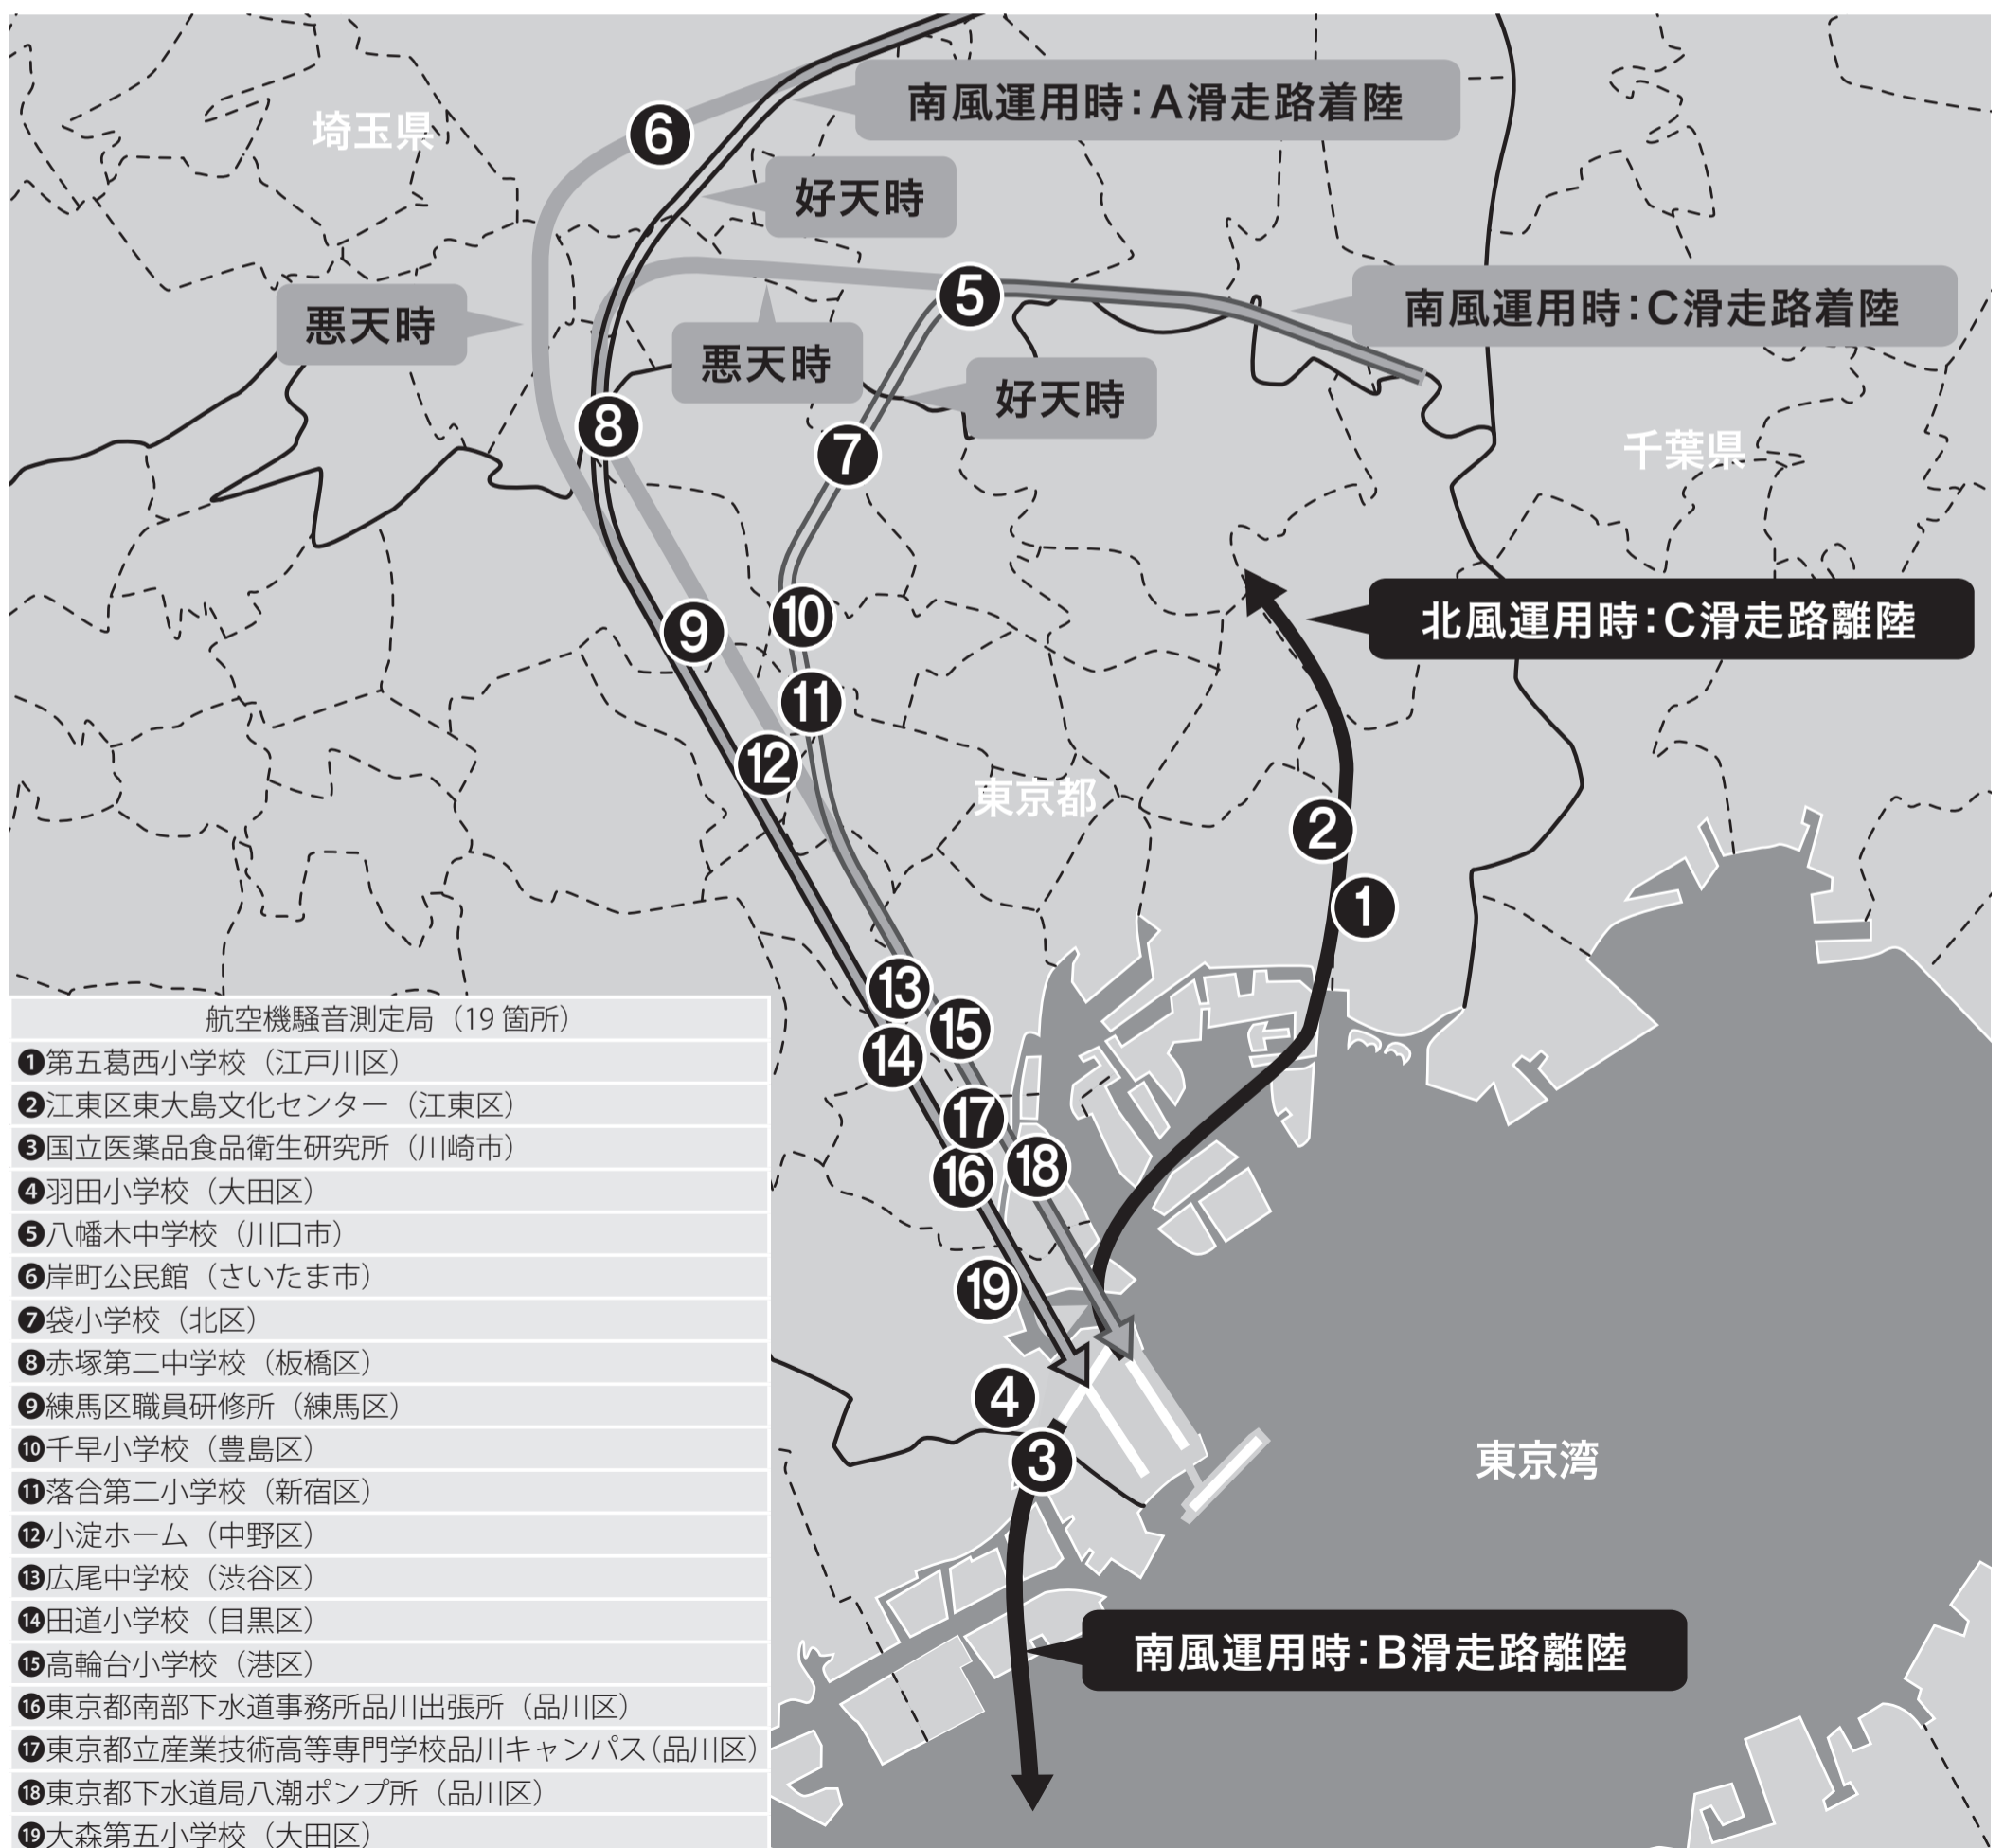 南風運用時：A滑走路着陸
埼玉県
❻
好天時
❺
南風運用時：C滑走路着陸
悪天時
悪天時
好天時
❽
❼
千葉県
北風運用時：C滑走路離陸
❾
❿
⓫
⓬
東京都
❷
❶
⓭
⓯
⓮
⓱
⓲
⓰
⓳
❹
❸
東京湾
南風運用時：B滑走路離陸
航空機騒音測定局（19 箇所）
❶第五葛西小学校（江戸川区）
❷江東区東大島文化センター（江東区）
❸国立医薬品食品衛生研究所（川崎市）
❹羽田小学校（大田区）
❺八幡木中学校（川口市）
❻岸町公民館（さいたま市）
❼袋小学校（北区）
❽赤塚第二中学校（板橋区）
❾練馬区職員研修所（練馬区）
❿千早小学校（豊島区）
⓫落合第二小学校（新宿区）
⓬小淀ホーム（中野区）
⓭広尾中学校（渋谷区）
⓮田道小学校（目黒区）
⓯高輪台小学校（港区）
⓰東京都南部下水道事務所品川出張所（品川区）
⓱東京都立産業技術高等専門学校品川キャンパス（品川区）
⓲東京都下水道局八潮ポンプ所（品川区）
⓳大森第五小学校（大田区）